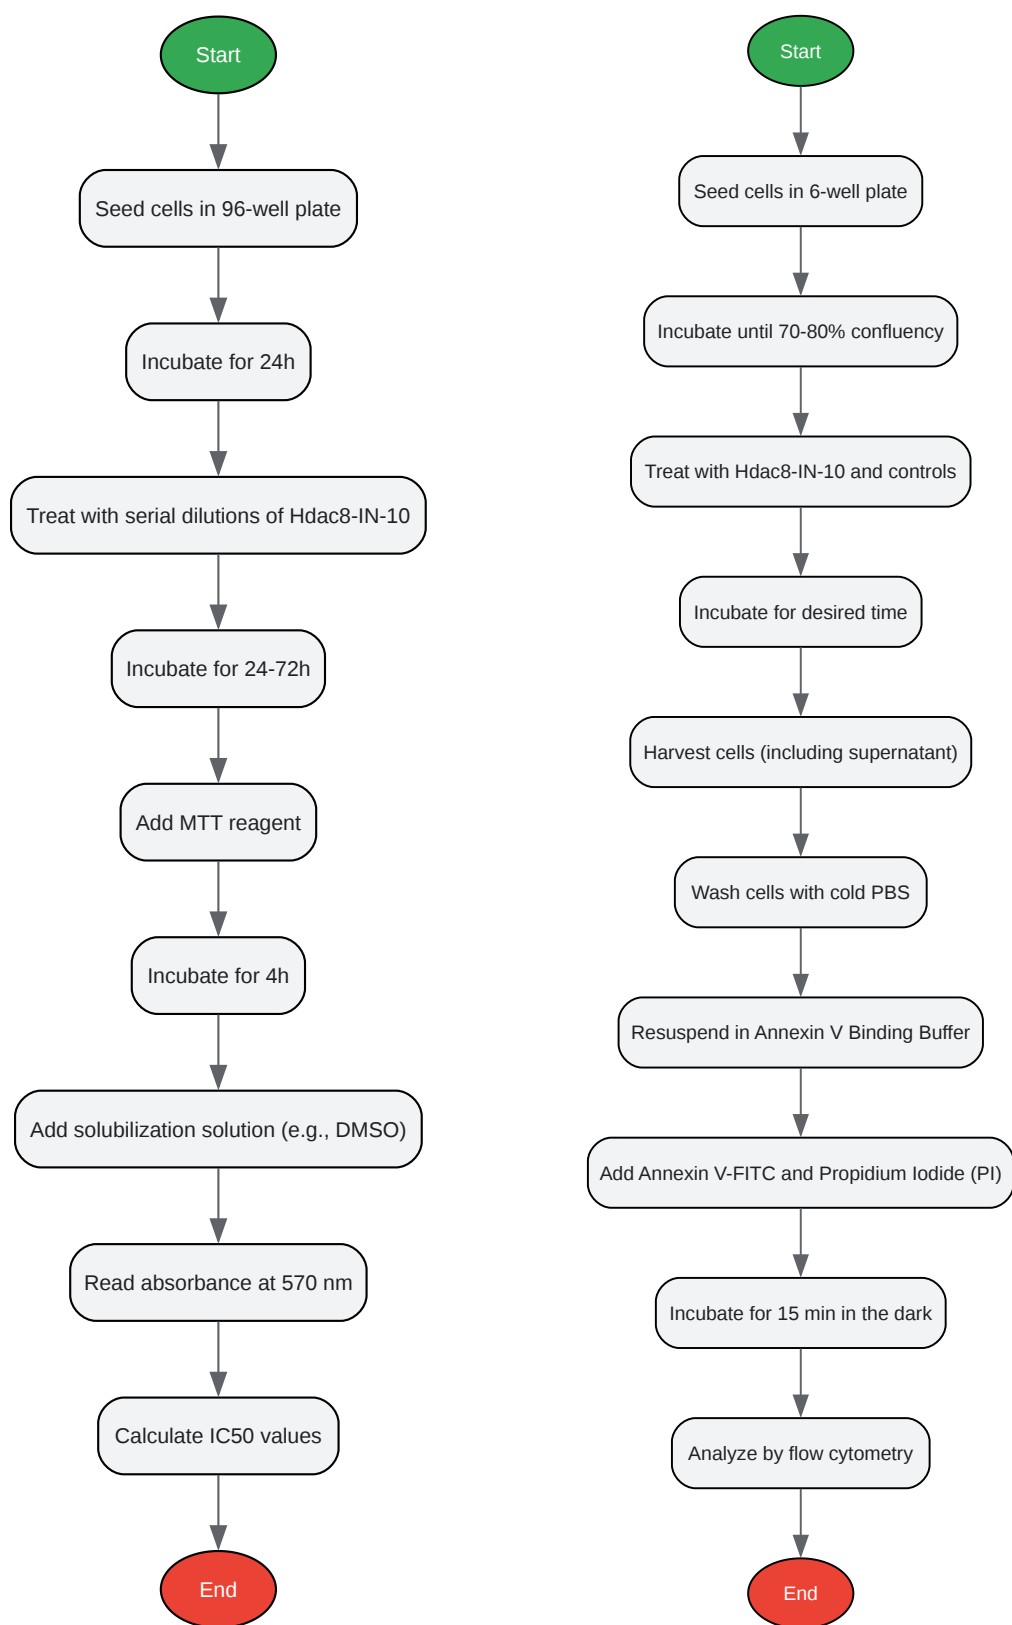 Start
Seed cells in 96-well plate
Incubate for 24h
Treat with serial dilutions of Hdac8-IN-10
Incubate for 24-72h
Add MTT reagent
Incubate for 4h
Add solubilization solution (e.g., DMSO)
Read absorbance at 570 nm
Calculate IC50 values
End
Start
Seed cells in 6-well plate
Incubate until 70-80% confluency
Treat with Hdac8-IN-10 and controls
Incubate for desired time
Harvest cells (including supernatant)
Wash cells with cold PBS
Resuspend in Annexin V Binding Buffer
Add Annexin V-FITC and Propidium Iodide (PI)
Incubate for 15 min in the dark
Analyze by flow cytometry
End